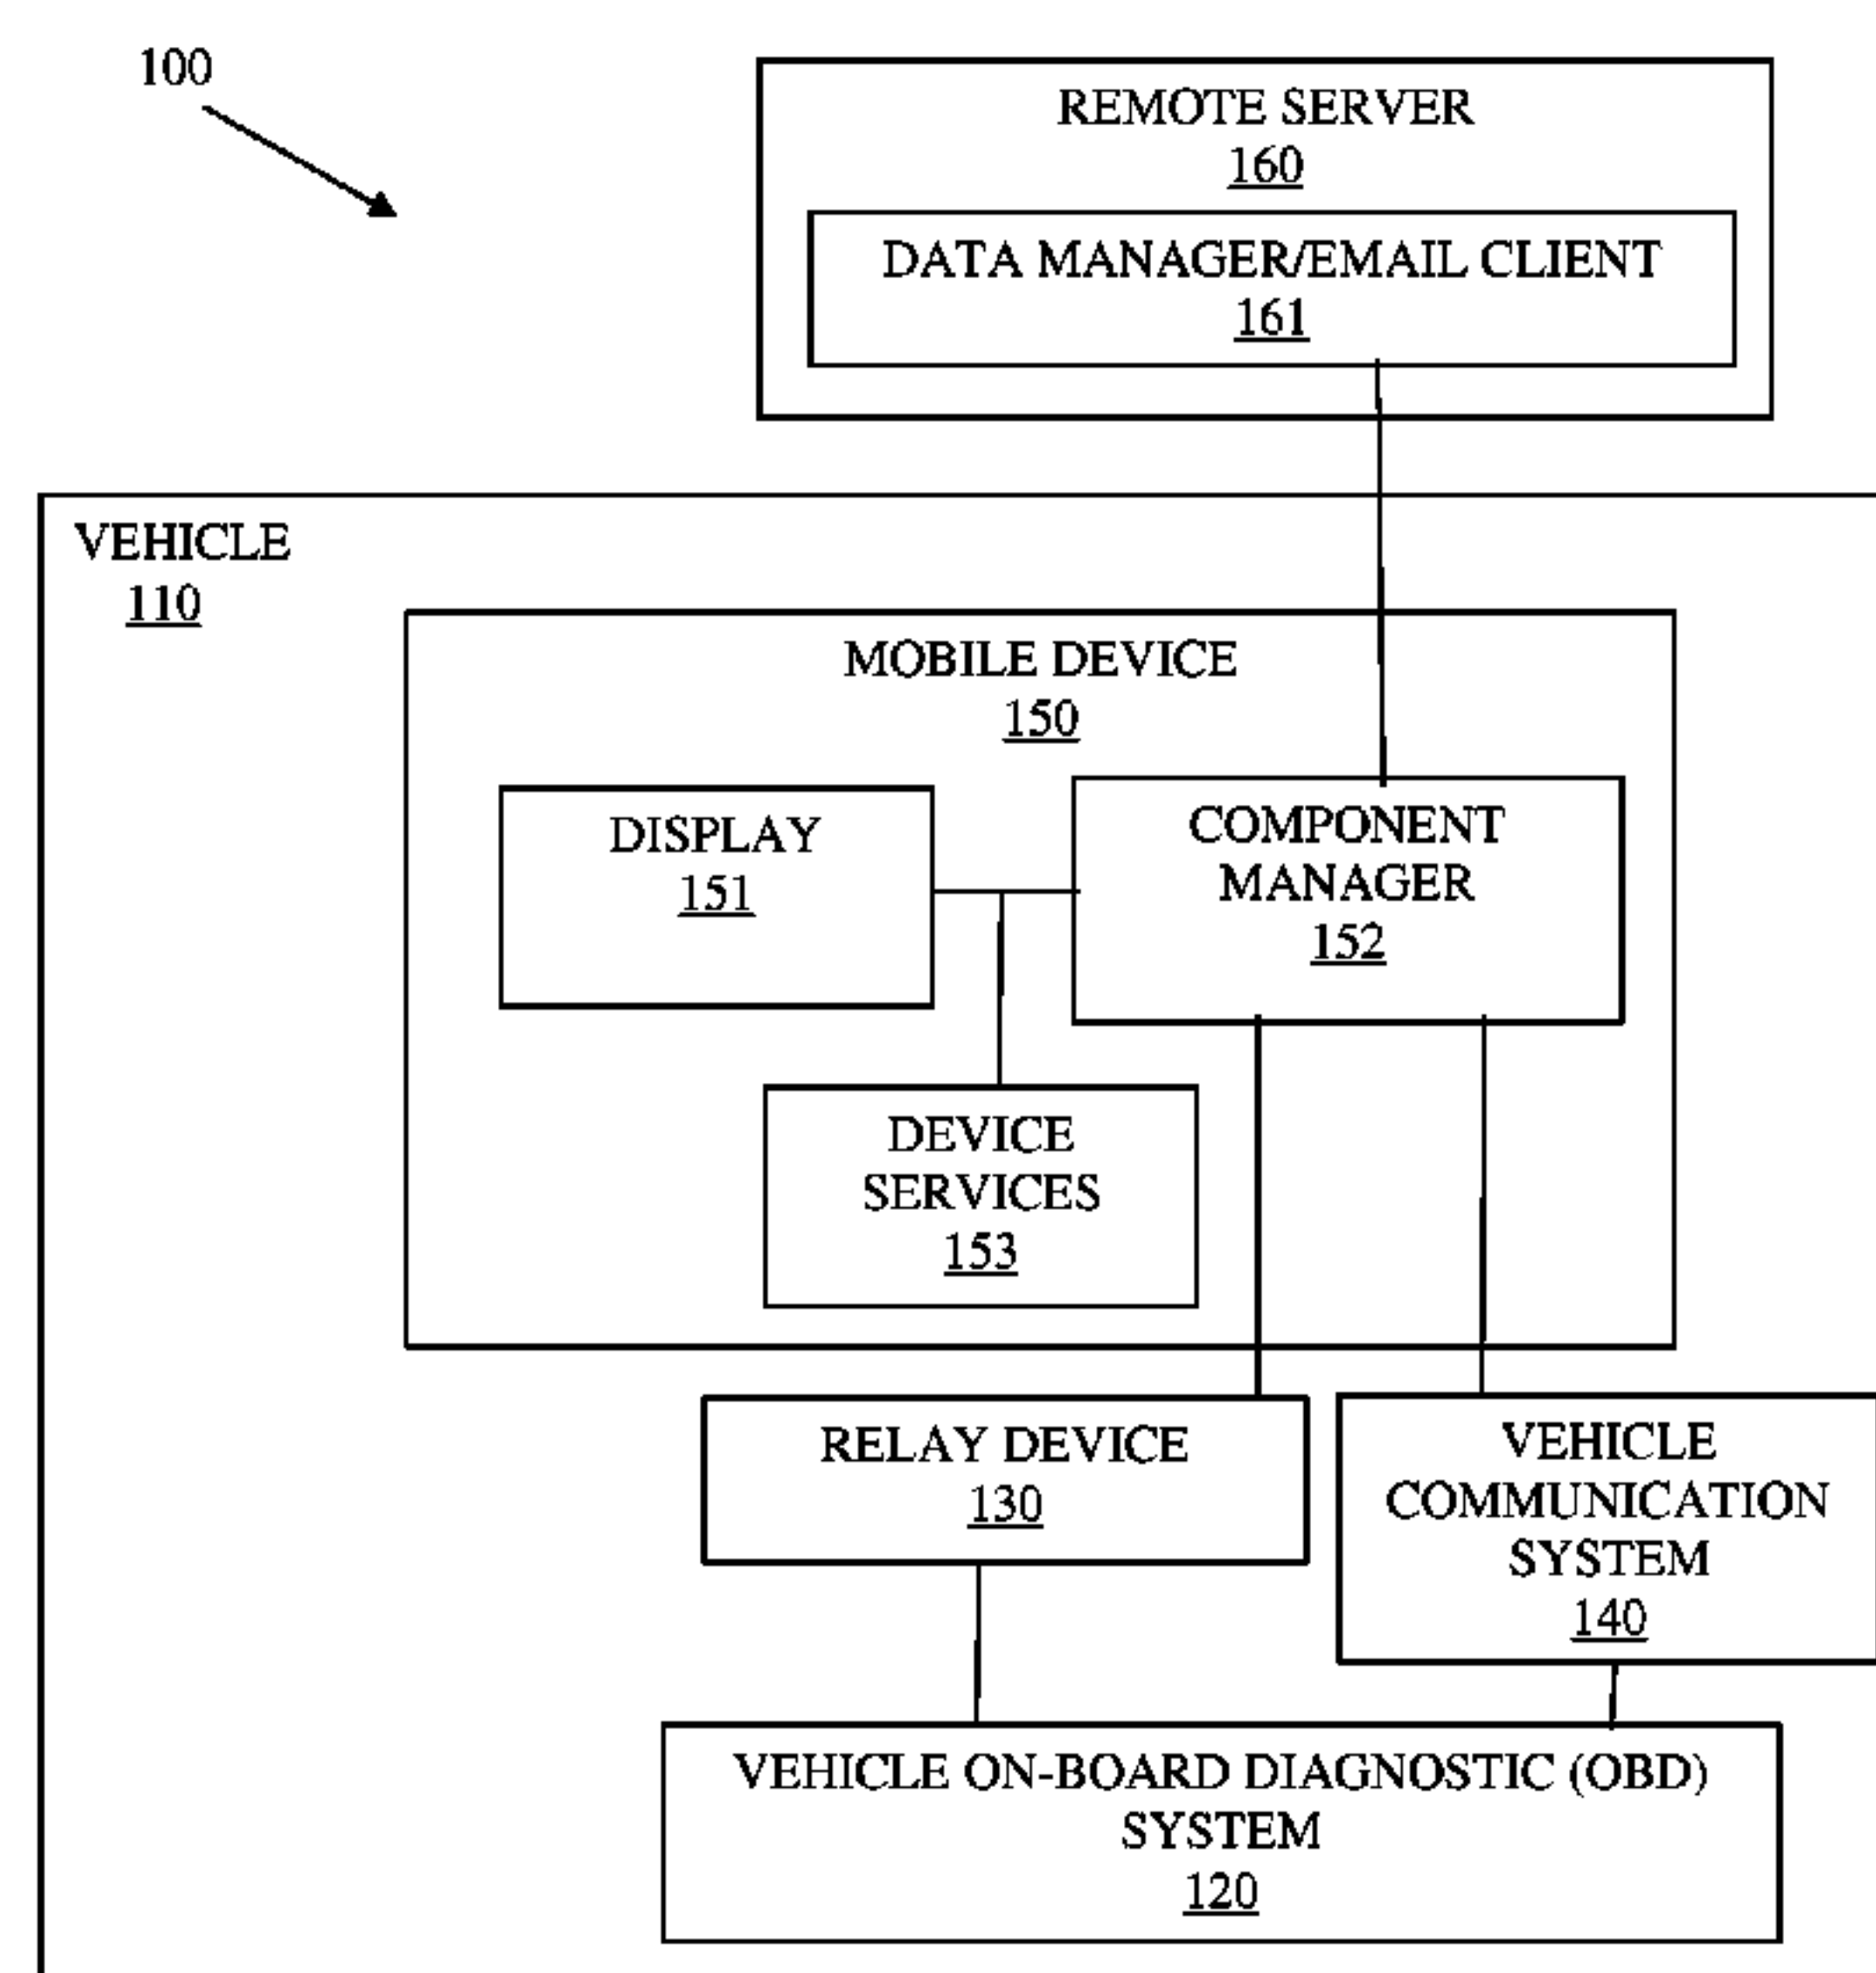 100
REMOTE SERVER
160
DATA MANAGER/EMAIL CLIENT
161
VEHICLE
110
MOBILE DEVICE
150
DISPLAY
151
COMPONENT
MANAGER
152
DEVICE
SERVICES
153
RELAY DEVICE
130
VEHICLE
COMMUNICATION
SYSTEM
140
VEHICLE ON-BOARD DIAGNOSTIC (OBD)
SYSTEM
120